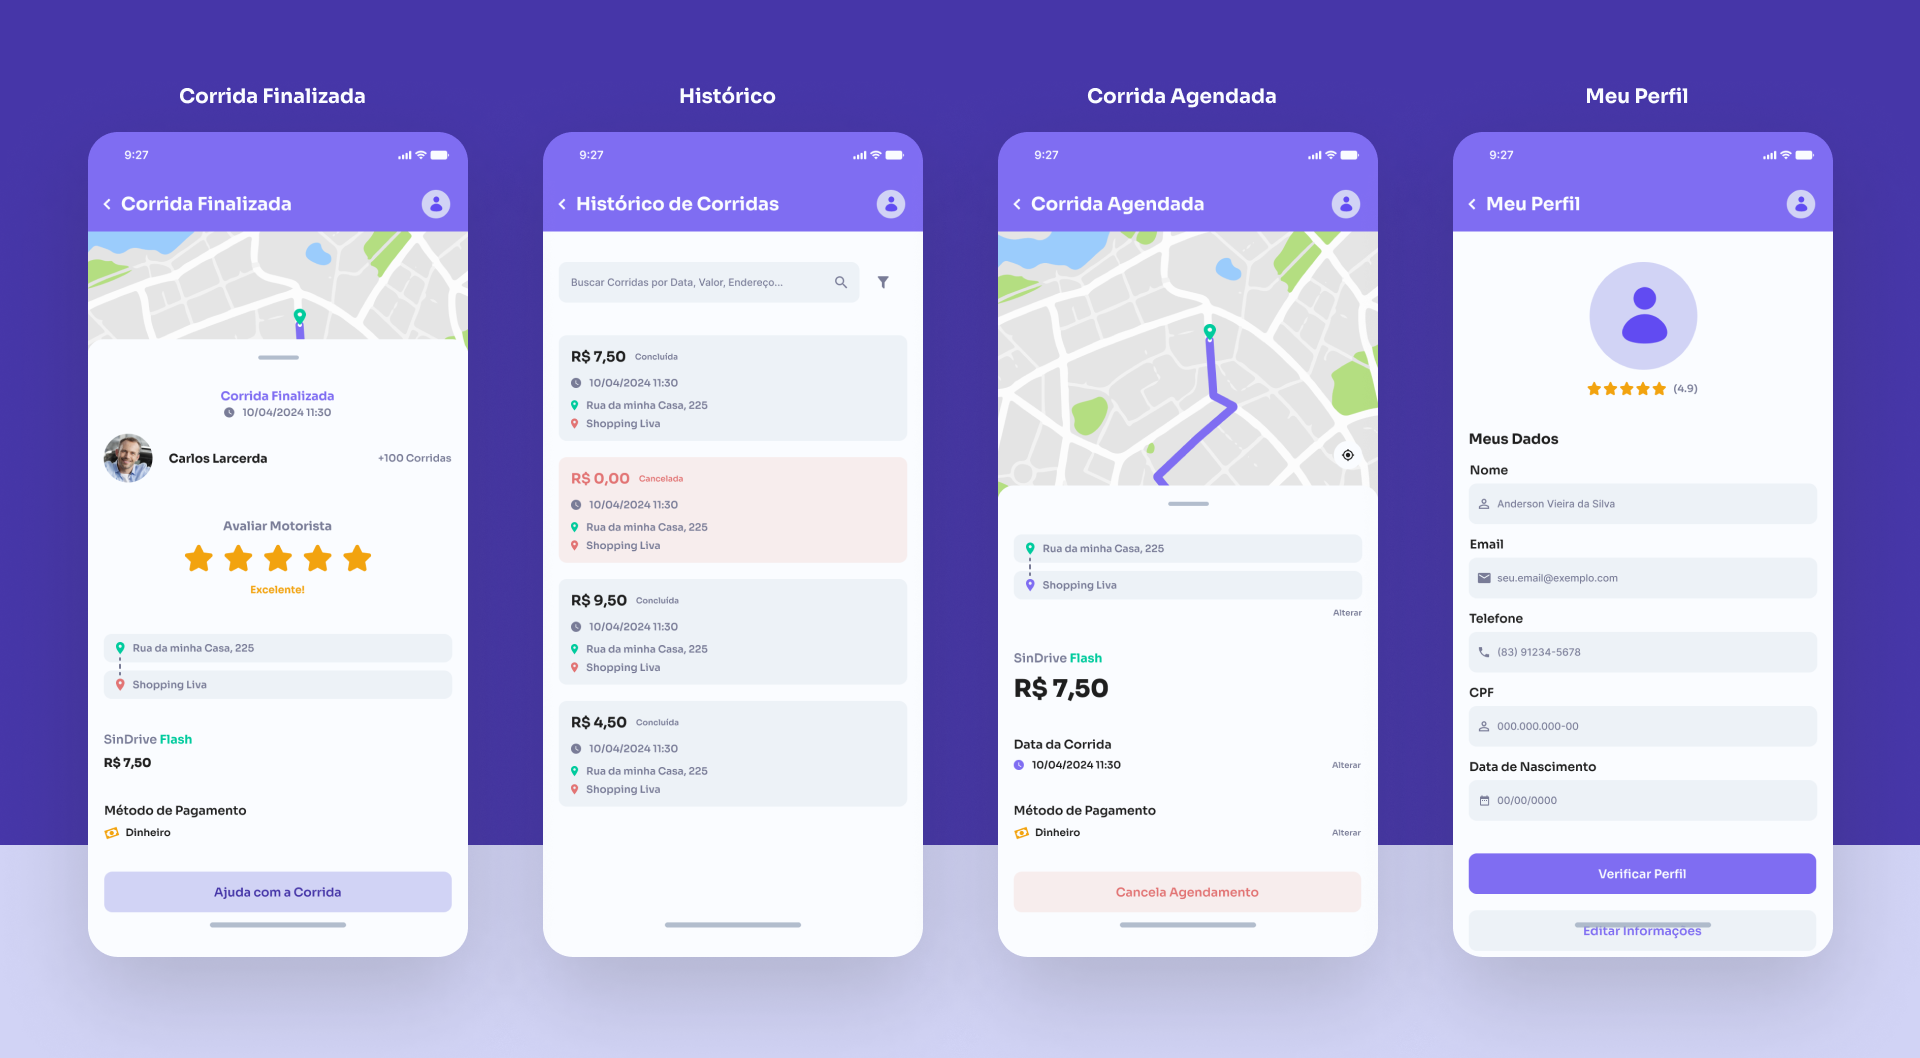 Corrida Finalizada
9:27
Corrida Finalizada
Corrida Finalizada
10/04/2024 11:30
Carlos Larcerda
+100 Corridas
Avaliar Motorista
Excelente!
Rua da minha Casa, 225
Shopping Liva
SinDrive Flash
R$ 7,50
Método de Pagamento
Dinheiro
Ajuda com a Corrida
Histórico
9:27
Histórico de Corridas
Buscar Corridas por Data, Valor, Endereço...
R$ 7,50 Concluída
10/04/2024 11:30
Rua da minha Casa, 225
Shopping Liva
R$ 0,00 Cancelada
10/04/2024 11:30
Rua da minha Casa, 225
Shopping Liva
R$ 9,50 Concluída
10/04/2024 11:30
Rua da minha Casa, 225
Shopping Liva
R$ 4,50 Concluída
10/04/2024 11:30
Rua da minha Casa, 225
Shopping Liva
Corrida Agendada
9:27
Corrida Agendada
Rua da minha Casa, 225
Shopping Liva
Alterar
SinDrive Flash
R$ 7,50
Data da Corrida
10/04/2024 11:30 Alterar
Método de Pagamento
Dinheiro Alterar
Cancela Agendamento
Meu Perfil
9:27
Meu Perfil
(4.9)
Meus Dados
Nome
Anderson Vieira da Silva
Email
seu.email@exemplo.com
Telefone
(83) 91234-5678
CPF
000.000.000-00
Data de Nascimento
00/00/0000
Verificar Perfil
Editar Informações